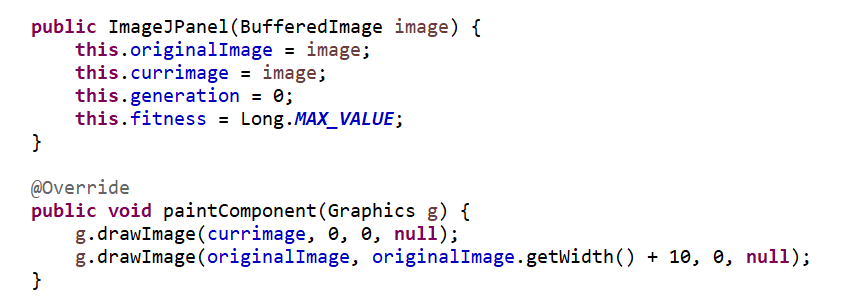 public ImageJPanel(BufferedImage image) {
    this.originalImage = image;
    this.currimage = image;
    this.generation = 0;
    this.fitness = Long.MAX_VALUE;
}

@Override
public void paintComponent(Graphics g) {
    g.drawImage(currimage, 0, 0, null);
    g.drawImage(originalImage, originalImage.getWidth() + 10, 0, null);
}